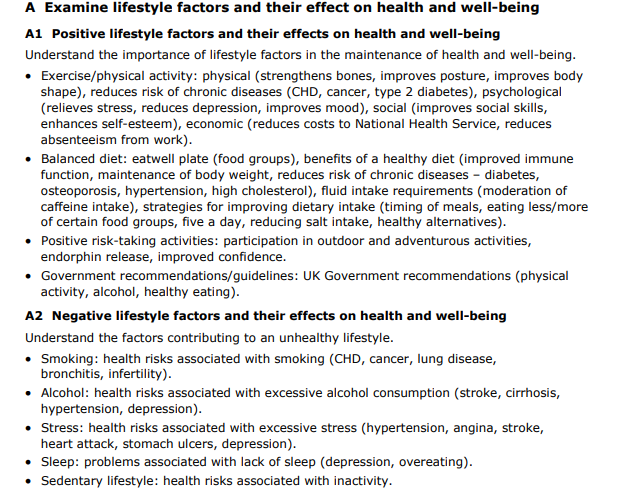 A Examine lifestyle factors and their effect on health and well-being
A1 Positive lifestyle factors and their effects on health and well-being
Understand the importance of lifestyle factors in the maintenance of health and well-being.
• Exercise/physical activity: physical (strengthens bones, improves posture, improves body
shape), reduces risk of chronic diseases (CHD, cancer, type 2 diabetes), psychological
(relieves stress, reduces depression, improves mood), social (improves social skills,
enhances self-esteem), economic (reduces costs to National Health Service, reduces
absenteeism from work).
• Balanced diet: eatwell plate (food groups), benefits of a healthy diet (improved immune
function, maintenance of body weight, reduces risk of chronic diseases – diabetes,
osteoporosis, hypertension, high cholesterol), fluid intake requirements (moderation of
caffeine intake), strategies for improving dietary intake (timing of meals, eating less/more
of certain food groups, five a day, reducing salt intake, healthy alternatives).
• Positive risk-taking activities: participation in outdoor and adventurous activities,
endorphin release, improved confidence.
• Government recommendations/guidelines: UK Government recommendations (physical
activity, alcohol, healthy eating).
A2 Negative lifestyle factors and their effects on health and well-being
Understand the factors contributing to an unhealthy lifestyle.
• Smoking: health risks associated with smoking (CHD, cancer, lung disease,
bronchitis, infertility).
• Alcohol: health risks associated with excessive alcohol consumption (stroke, cirrhosis,
hypertension, depression).
• Stress: health risks associated with excessive stress (hypertension, angina, stroke,
heart attack, stomach ulcers, depression).
• Sleep: problems associated with lack of sleep (depression, overeating).
• Sedentary lifestyle: health risks associated with inactivity.